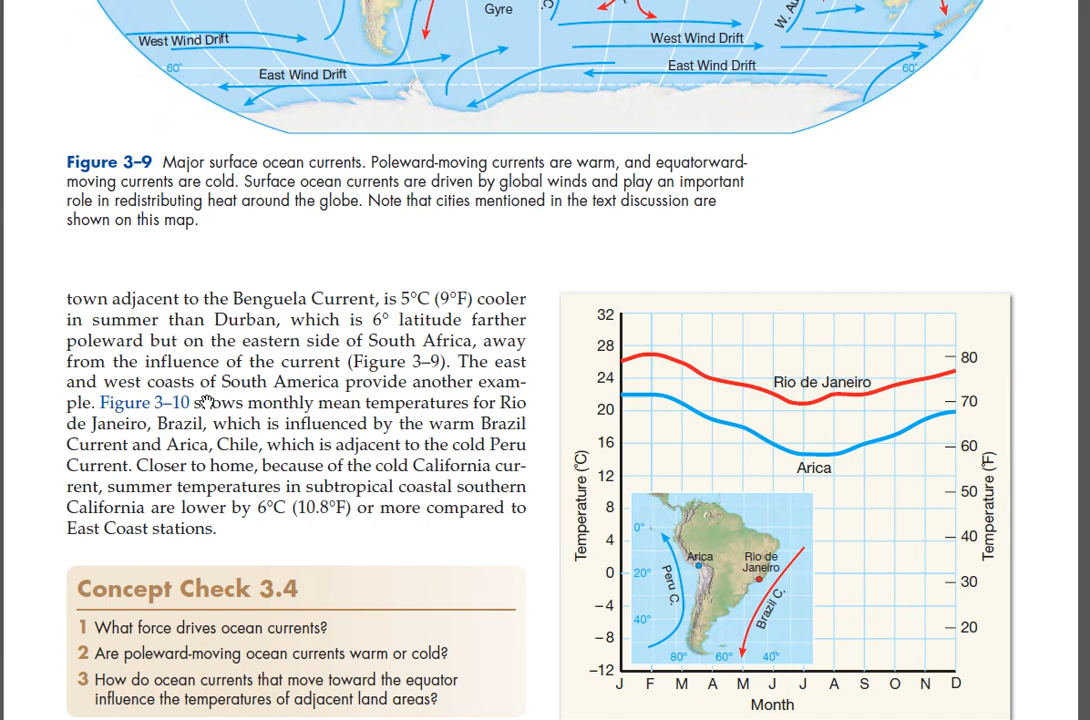 Gyre
W. Au
West Wind Drift
West Wind Drift
60°
East Wind Drift
East Wind Drift
60°
Figure 3–9 Major surface ocean currents. Poleward-moving currents are warm, and equatorward-
moving currents are cold. Surface ocean currents are driven by global winds and play an important
role in redistributing heat around the globe. Note that cities mentioned in the text discussion are
shown on this map.
town adjacent to the Benguela Current, is 5°C (9°F) cooler
in summer than Durban, which is 6° latitude farther
poleward but on the eastern side of South Africa, away
from the influence of the current (Figure 3–9). The east
and west coasts of South America provide another exam-
ple. Figure 3–10 shows monthly mean temperatures for Rio
de Janeiro, Brazil, which is influenced by the warm Brazil
Current and Arica, Chile, which is adjacent to the cold Peru
Current. Closer to home, because of the cold California cur-
rent, summer temperatures in subtropical coastal southern
California are lower by 6°C (10.8°F) or more compared to
East Coast stations.
Concept Check 3.4
1 What force drives ocean currents?
2 Are poleward-moving ocean currents warm or cold?
3 How do ocean currents that move toward the equator
influence the temperatures of adjacent land areas?
32
28
24
20
16
12
8
4
0
−4
−8
−12
Temperature (°C)
80
70
60
50
40
30
20
Temperature (°F)
Rio de Janeiro
Arica
0°
20°
40°
Arica
Rio de
Janeiro
Peru C.
Brazil C.
80° 60° 40°
J F M A M J J A S O N D
Month